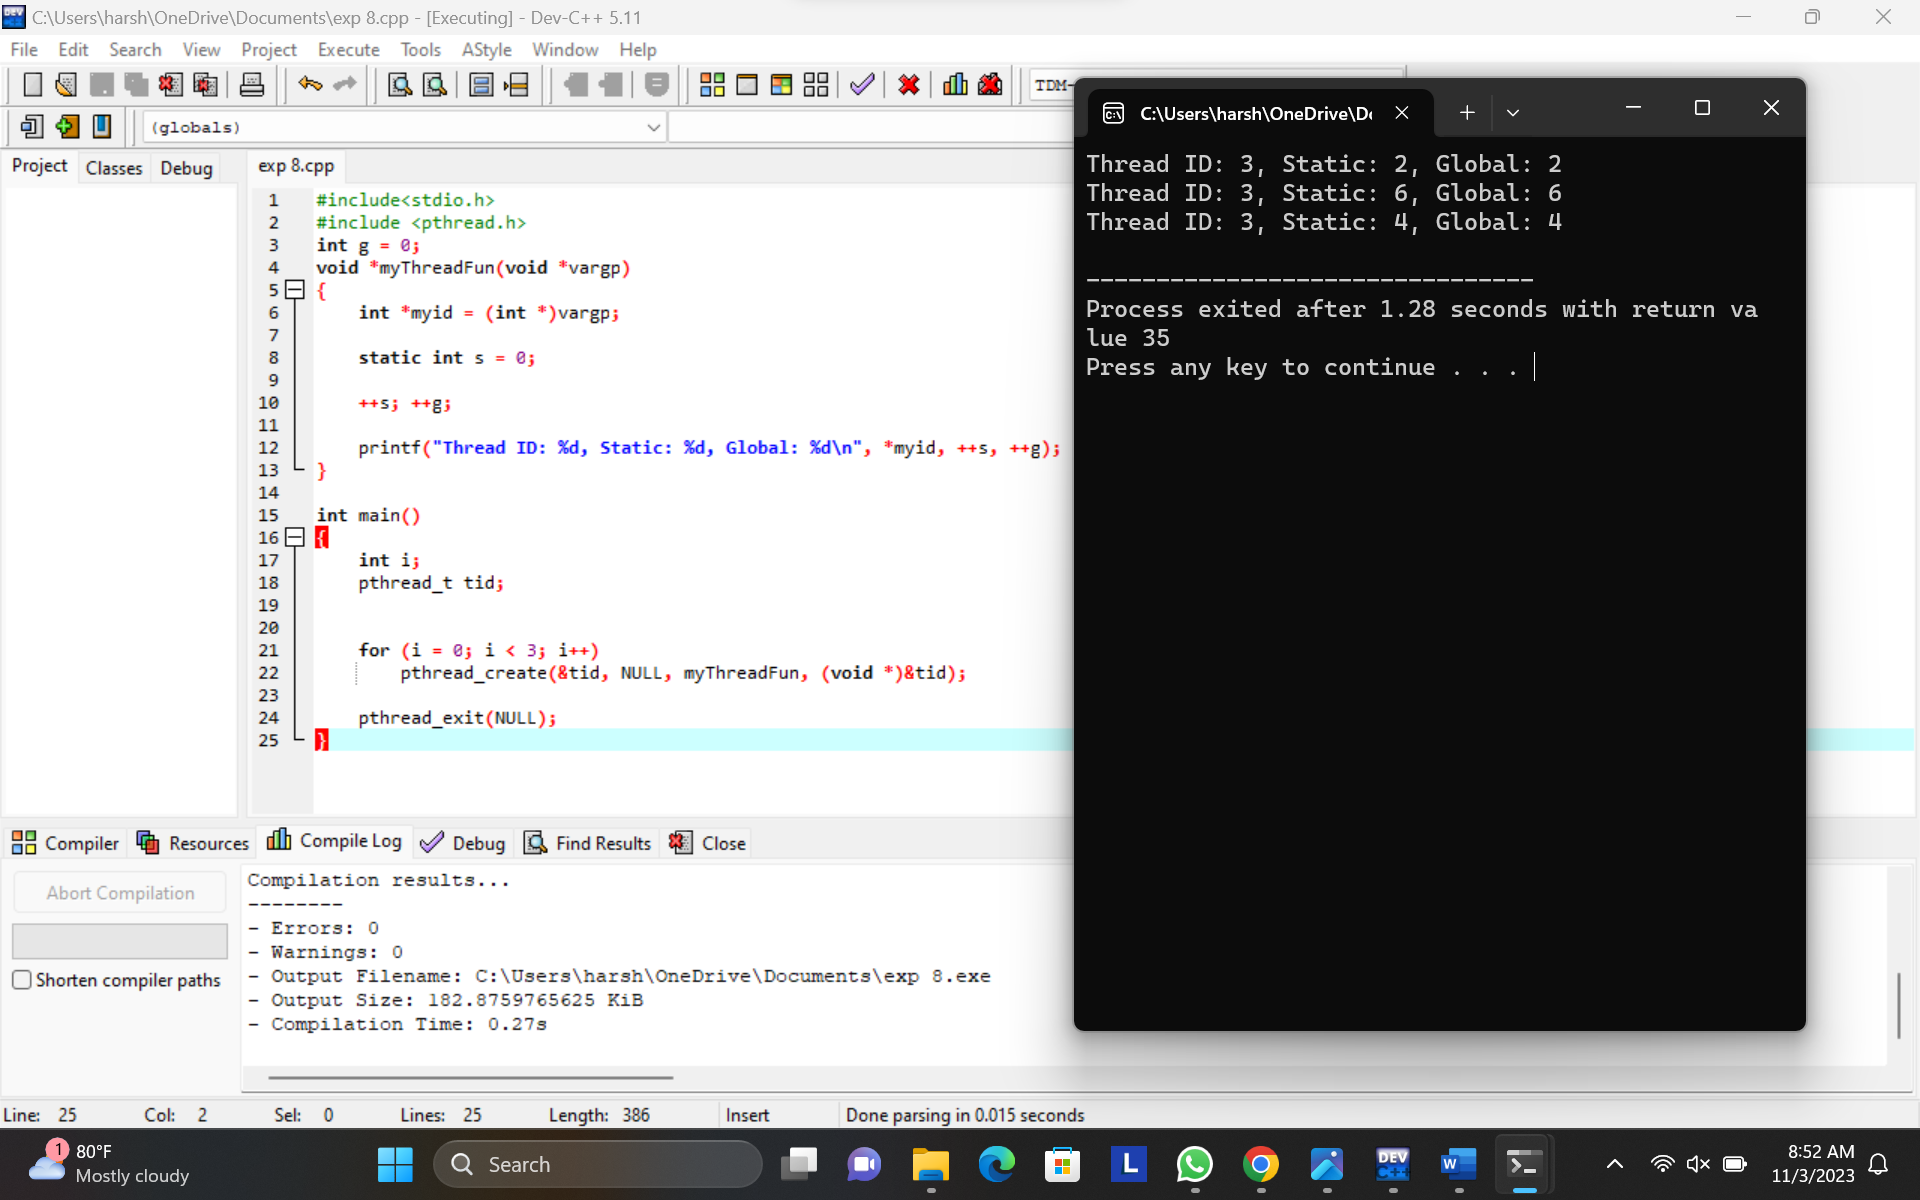 C:\Users\harsh\OneDrive\Documents\exp 8.cpp - [Executing] - Dev-C++ 5.11
File Edit Search View Project Execute Tools AStyle Window Help
TDM-
(globals)
Project Classes Debug
exp 8.cpp
1 #include<stdio.h>
2 #include <pthread.h>
3 int g = 0;
4 void *myThreadFun(void *vargp)
5 {
6 int *myid = (int *)vargp;
7
8 static int s = 0;
9
10 ++s; ++g;
11
12 printf("Thread ID: %d, Static: %d, Global: %d\n", *myid, ++s, ++g);
13 }
14
15 int main()
16 {
17 int i;
18 pthread_t tid;
19
20
21 for (i = 0; i < 3; i++)
22 pthread_create(&tid, NULL, myThreadFun, (void *)&tid);
23
24 pthread_exit(NULL);
25 }
C:\Users\harsh\OneDrive\Do
Thread ID: 3, Static: 2, Global: 2
Thread ID: 3, Static: 6, Global: 6
Thread ID: 3, Static: 4, Global: 4
--------------------------------
Process exited after 1.28 seconds with return va
lue 35
Press any key to continue . . .
Compiler Resources Compile Log Debug Find Results Close
Abort Compilation
Shorten compiler paths
Compilation results...
--------
- Errors: 0
- Warnings: 0
- Output Filename: C:\Users\harsh\OneDrive\Documents\exp 8.exe
- Output Size: 182.8759765625 KiB
- Compilation Time: 0.27s
Line: 25 Col: 2 Sel: 0 Lines: 25 Length: 386 Insert Done parsing in 0.015 seconds
1
80°F
Mostly cloudy
Search
L
DEV
C++
W
8:52 AM
11/3/2023